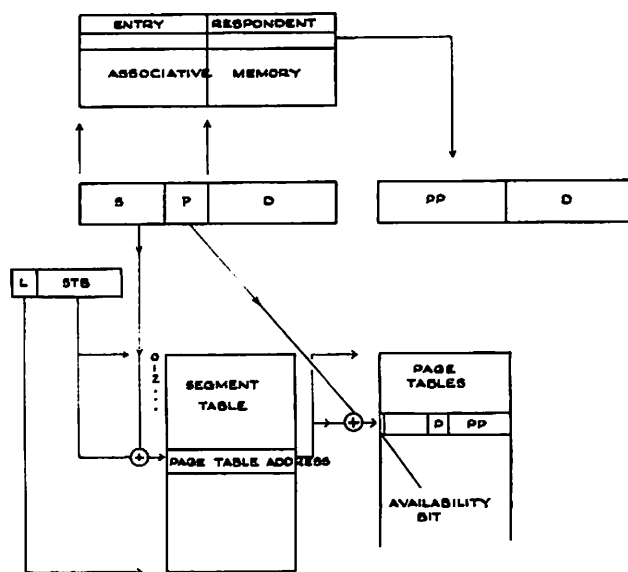 ENTRY RESPONDENT
ASSOCIATIVE MEMORY
S P D
PP D
L STB
0 1 2 . . . .
SEGMENT
TABLE
PAGE TABLE ADDRESS
PAGE
TABLES
P PP
AVAILABILITY
BIT